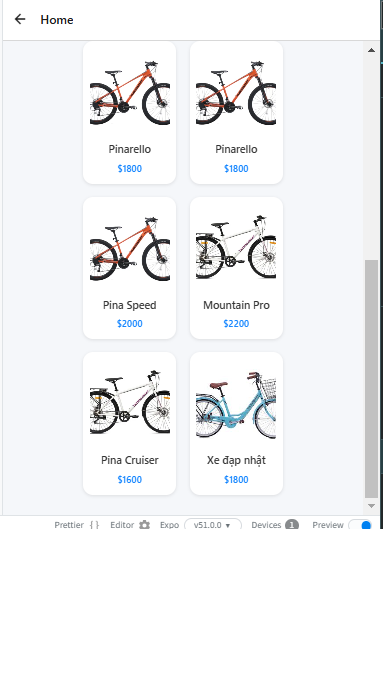 Home
Pinarello Pinarello
$1800 $1800
Pina Speed Mountain Pro
$2000 $2200
Pina Cruiser Xe đạp nhật
$1600 $1800
Prettier { } Editor Expo v51.0.0 Devices 1 Preview